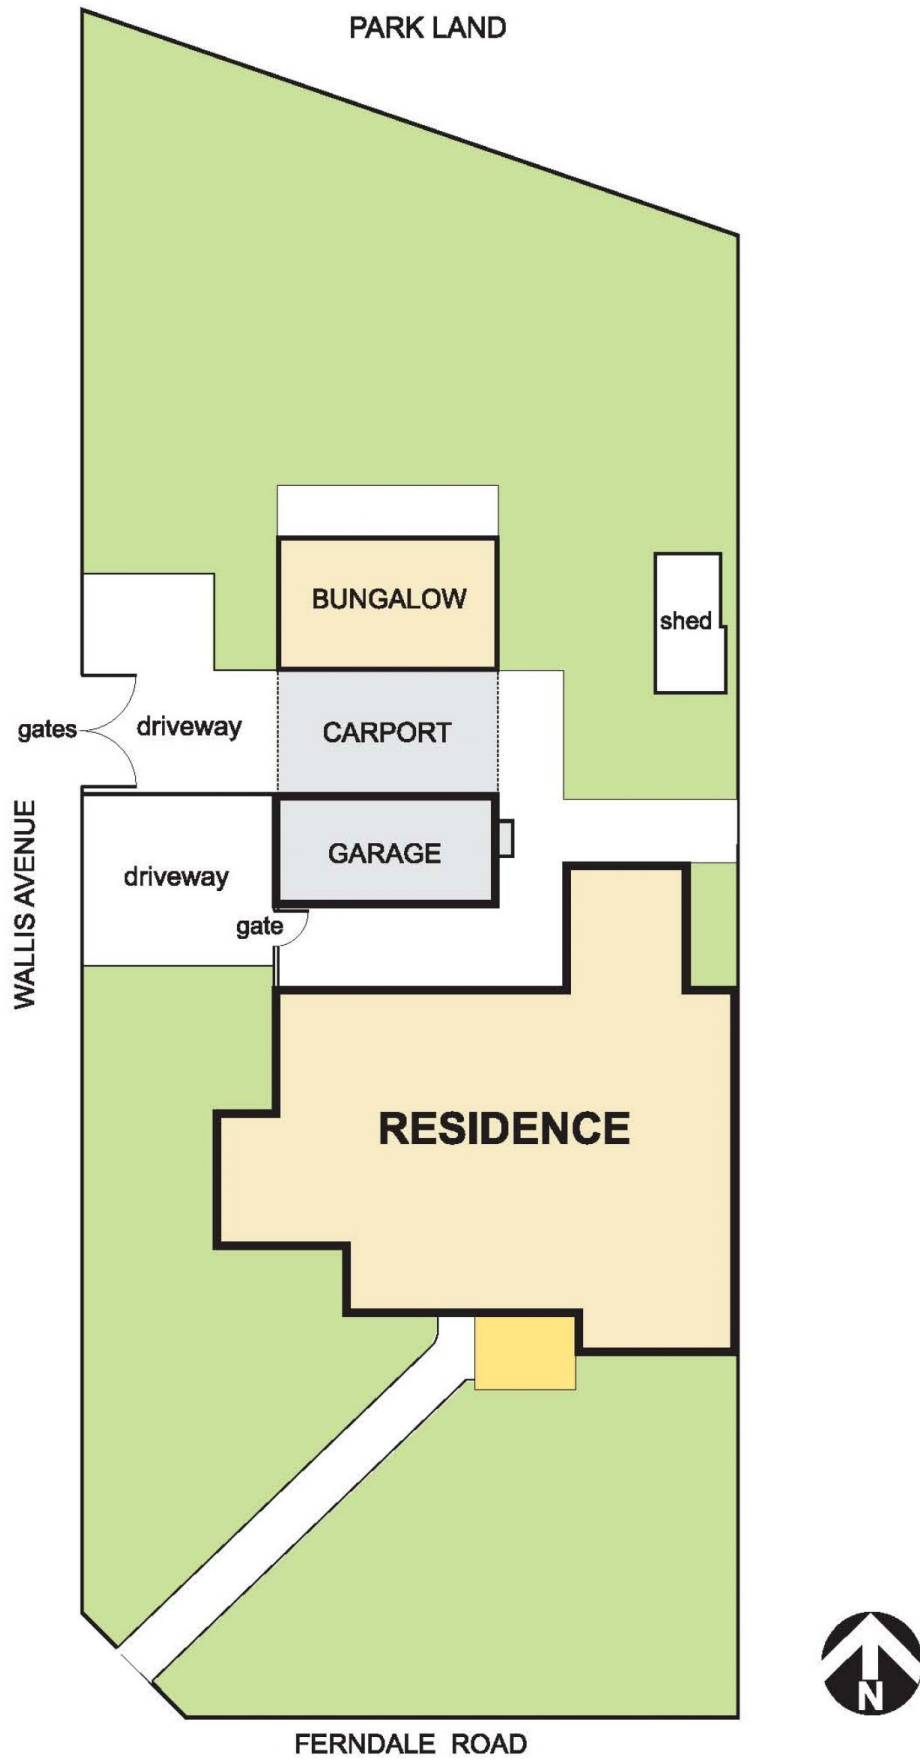 PARK LAND
BUNGALOW
shed
gates
driveway
CARPORT
WALLIS AVENUE
driveway
GARAGE
gate
RESIDENCE
N
FERNDALE ROAD